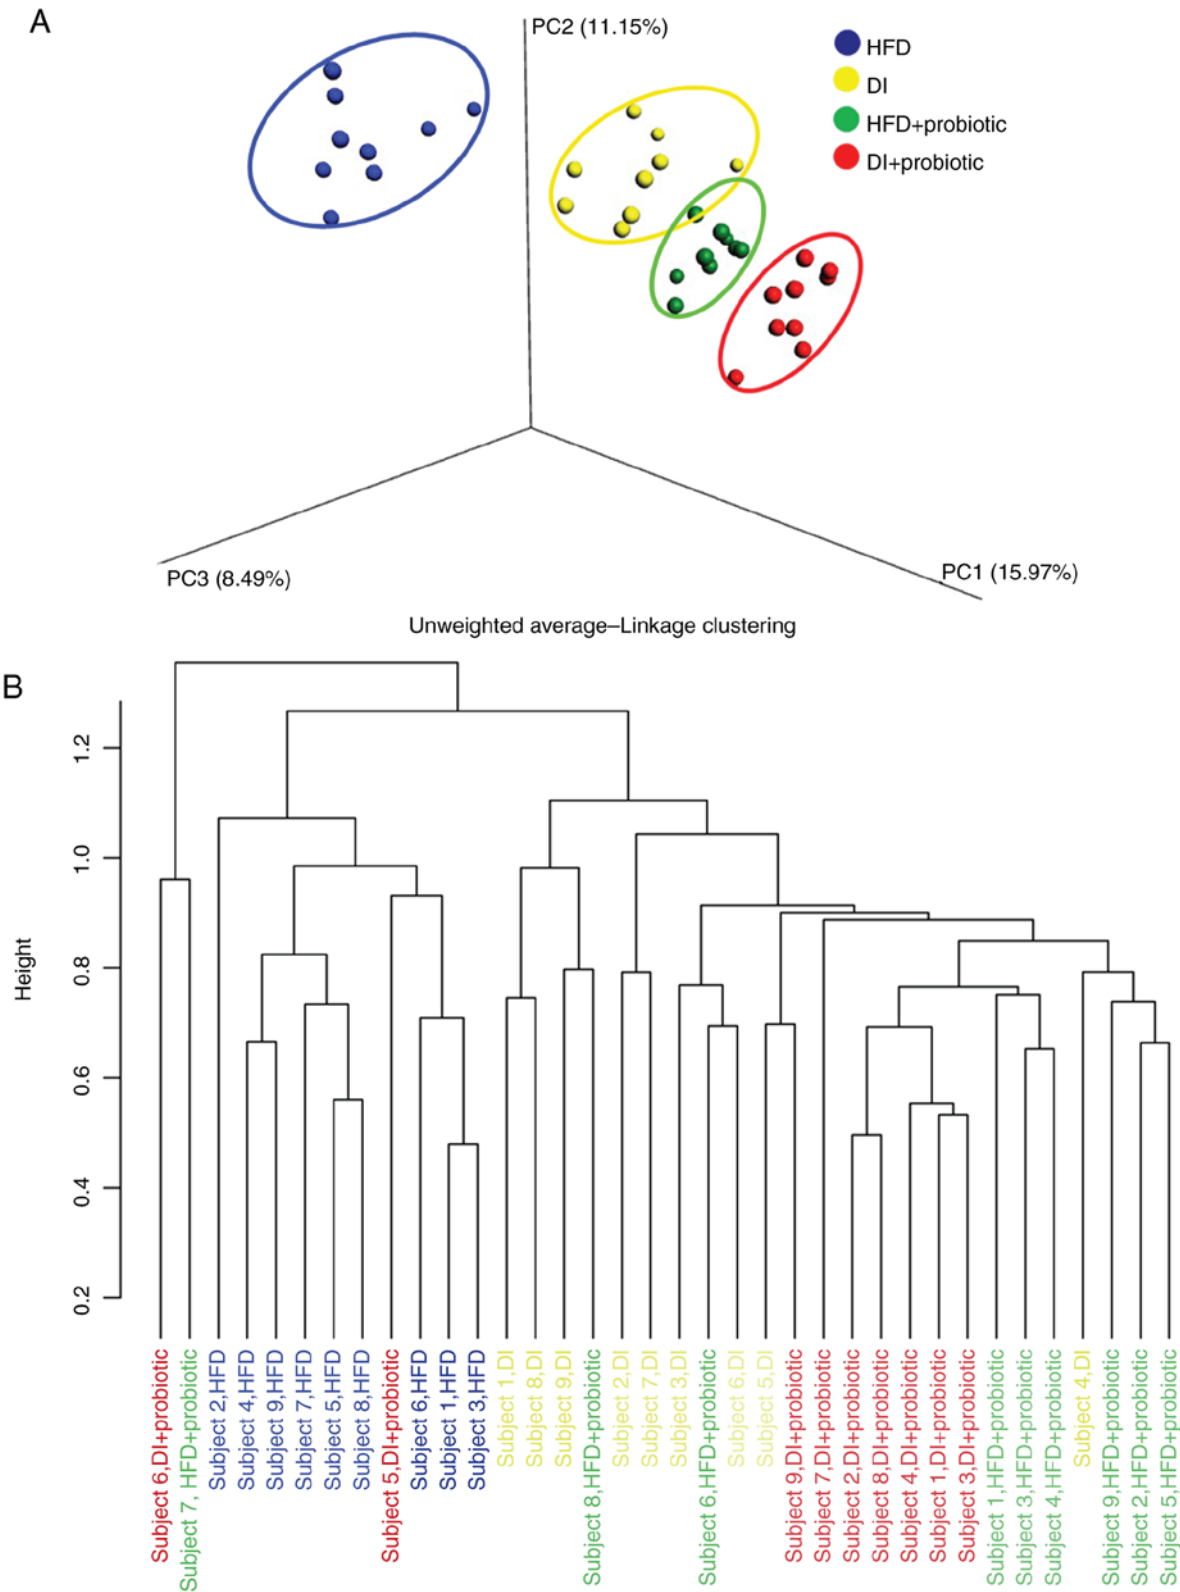 A
PC2 (11.15%)
HFD
DI
HFD+probiotic
DI+probiotic
PC3 (8.49%)
PC1 (15.97%)
Unweighted average–Linkage clustering
B
Height
1.2
1.0
0.8
0.6
0.4
0.2
Subject 6,DI+probiotic
Subject 7, HFD+probiotic
Subject 2,HFD
Subject 4,HFD
Subject 9,HFD
Subject 7,HFD
Subject 5,HFD
Subject 8,HFD
Subject 5,DI+probiotic
Subject 6,HFD
Subject 1,HFD
Subject 3,HFD
Subject 1,DI
Subject 8,DI
Subject 9,DI
Subject 8,HFD+probiotic
Subject 2,DI
Subject 7,DI
Subject 3,DI
Subject 6,HFD+probiotic
Subject 6,DI
Subject 5,DI
Subject 9,DI+probiotic
Subject 7,DI+probiotic
Subject 2,DI+probiotic
Subject 8,DI+probiotic
Subject 4,DI+probiotic
Subject 1,DI+probiotic
Subject 3,DI+probiotic
Subject 1,HFD+probiotic
Subject 3,HFD+probiotic
Subject 4,HFD+probiotic
Subject 4,DI
Subject 9,HFD+probiotic
Subject 2,HFD+probiotic
Subject 5,HFD+probiotic